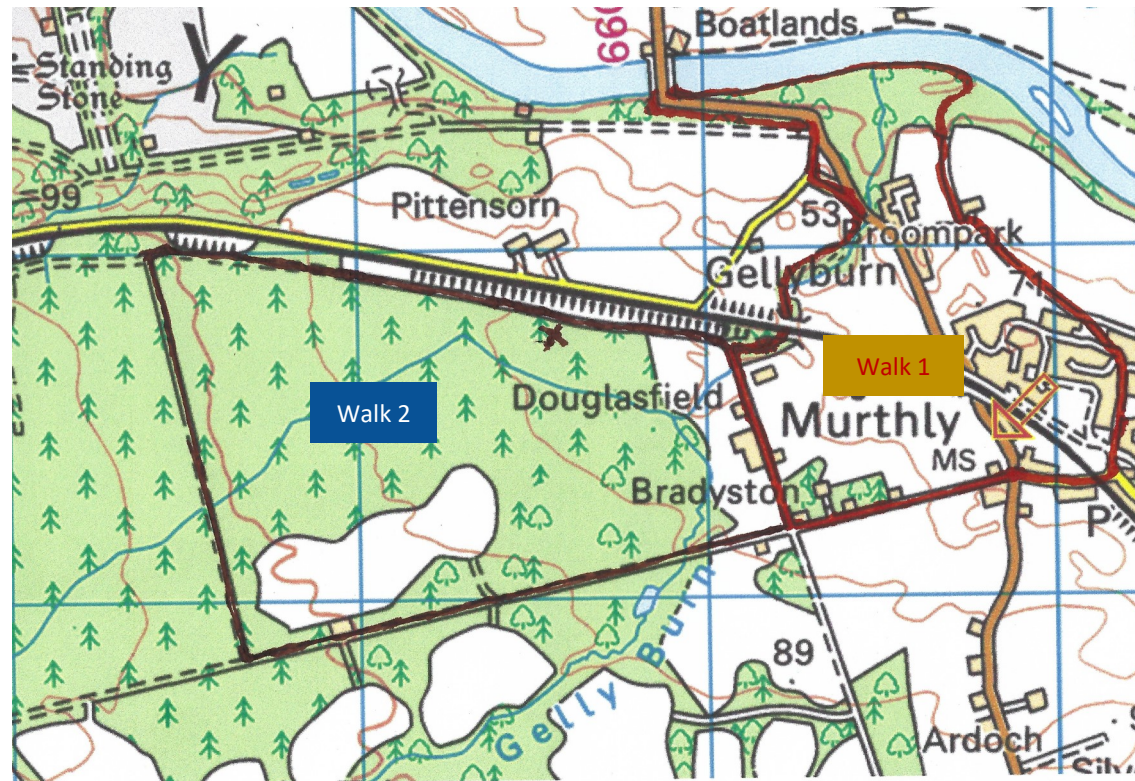 Boatlands
660
Y
Standing
Stone
99
Pittensorn
53
Broompark
Gellyburn
71
Walk 1
Walk 2
Douglasfield
Murthly
MS
Bradyston
P
Gelly Burn
89
Ardoch